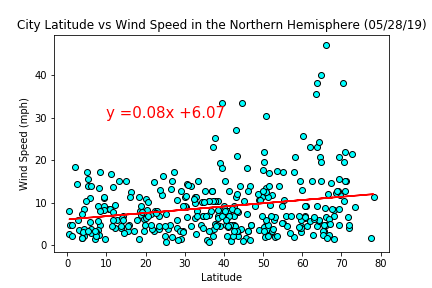 City Latitude vs Wind Speed in the Northern Hemisphere (05/28/19)
40
30
20
10
0
Wind Speed (mph)
y =0.08x +6.07
0 10 20 30 40 50 60 70 80
Latitude